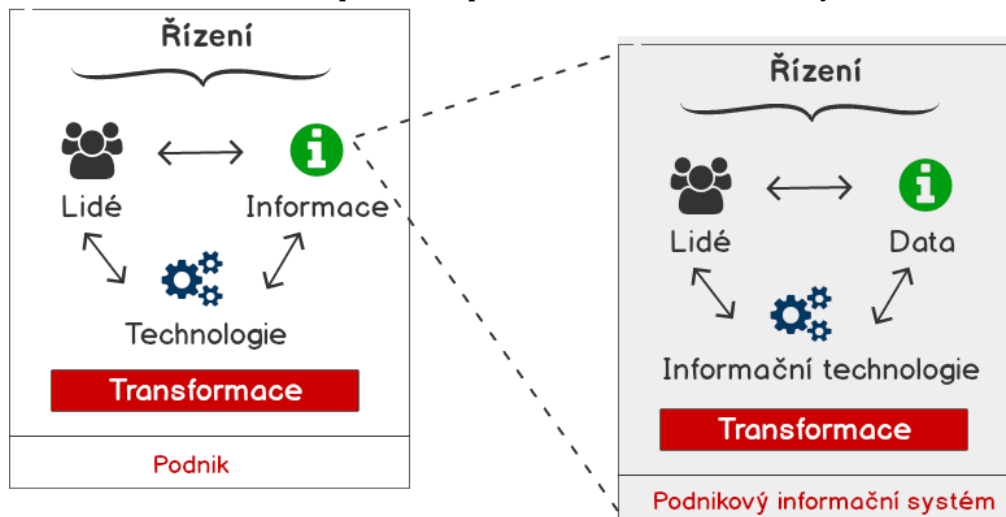 Řízení
Lidé
Informace
Technologie
Transformace
Podnik
Řízení
Lidé
Data
Informační technologie
Transformace
Podnikový informační systém